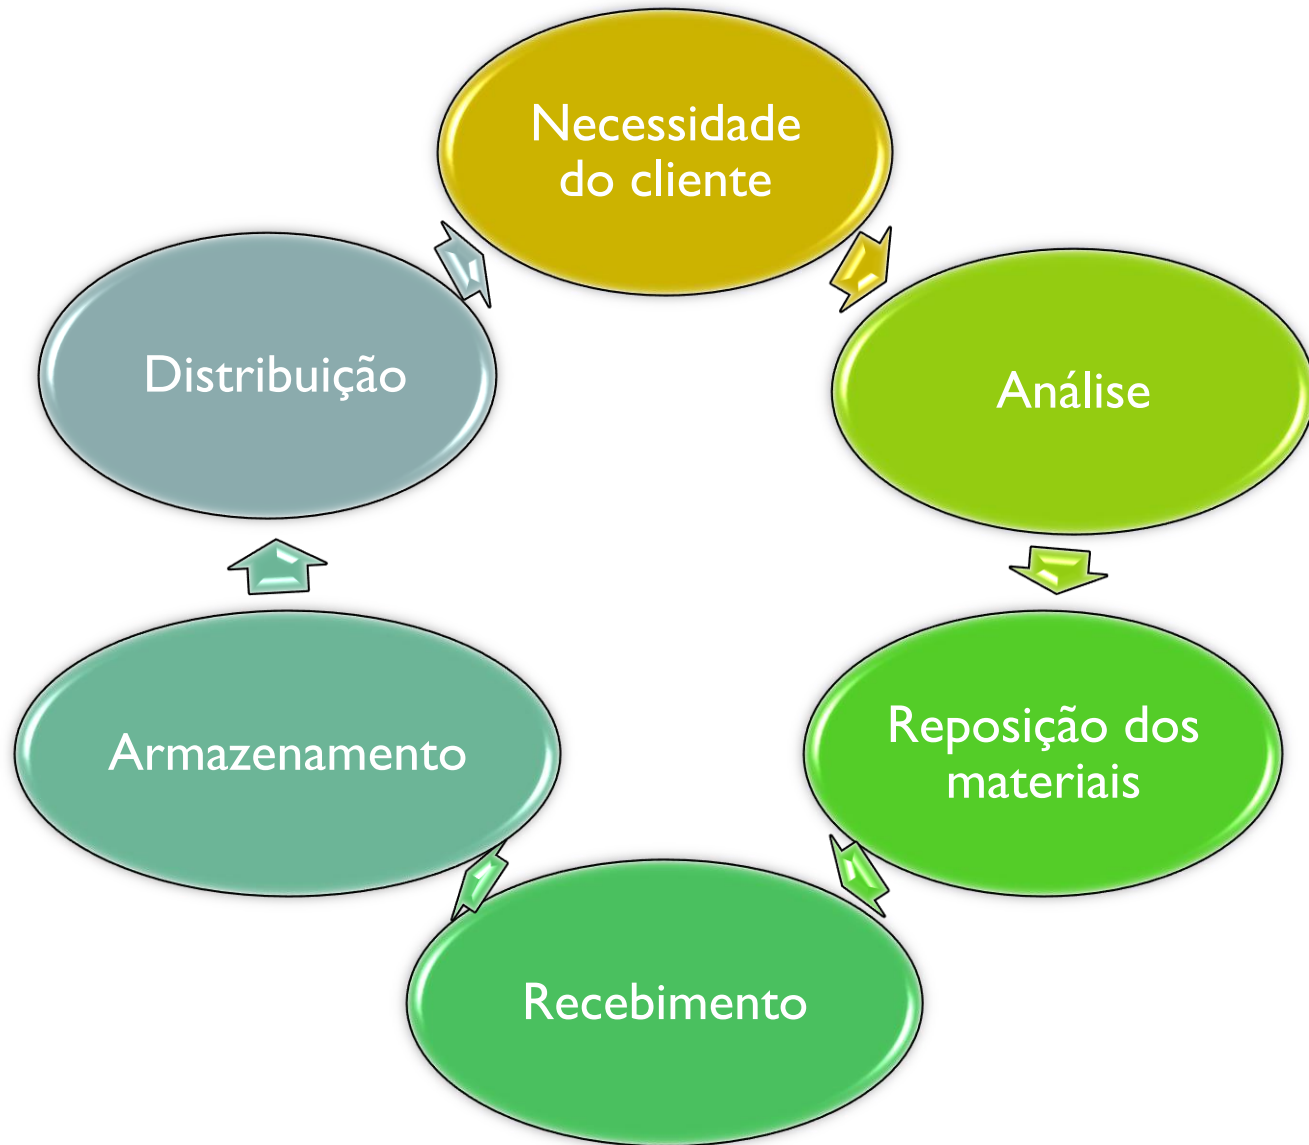 Necessidade
do cliente
Análise
Reposição dos
materiais
Recebimento
Armazenamento
Distribuição